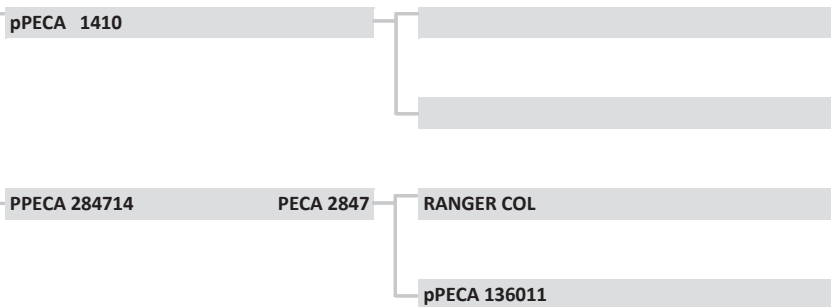 pPECA 1410
PPECA 284714 PECA 2847
RANGER COL
pPECA 136011